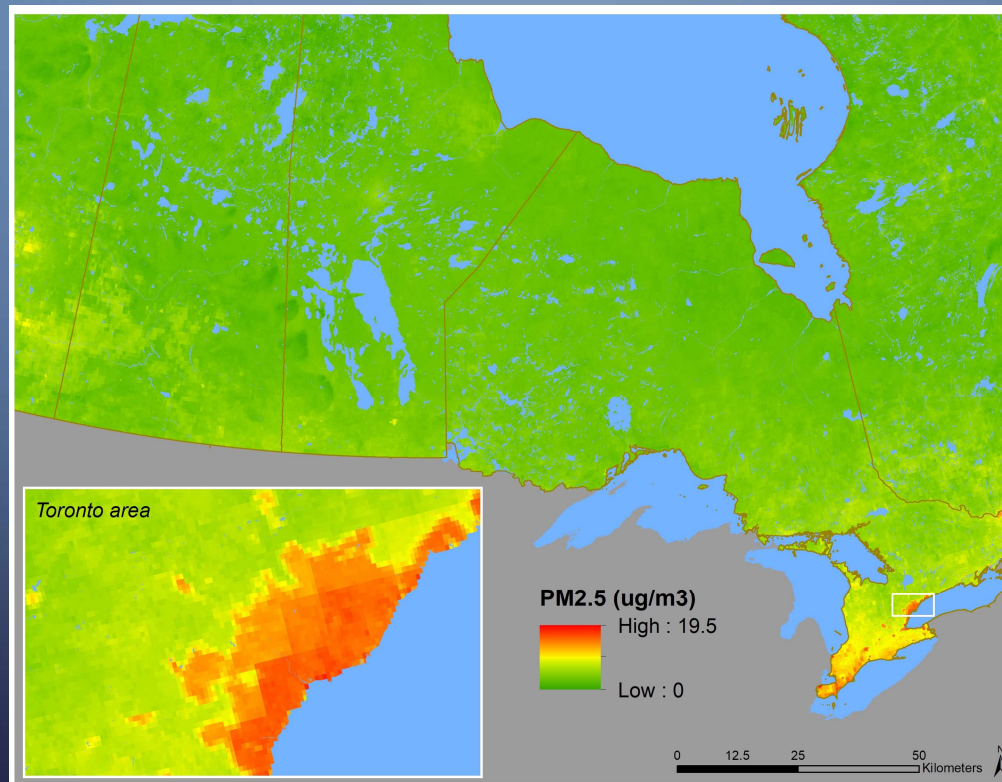 Toronto area
PM2.5 (ug/m3)
High : 19.5
Low : 0
0 12.5 25 50
Kilometers
N